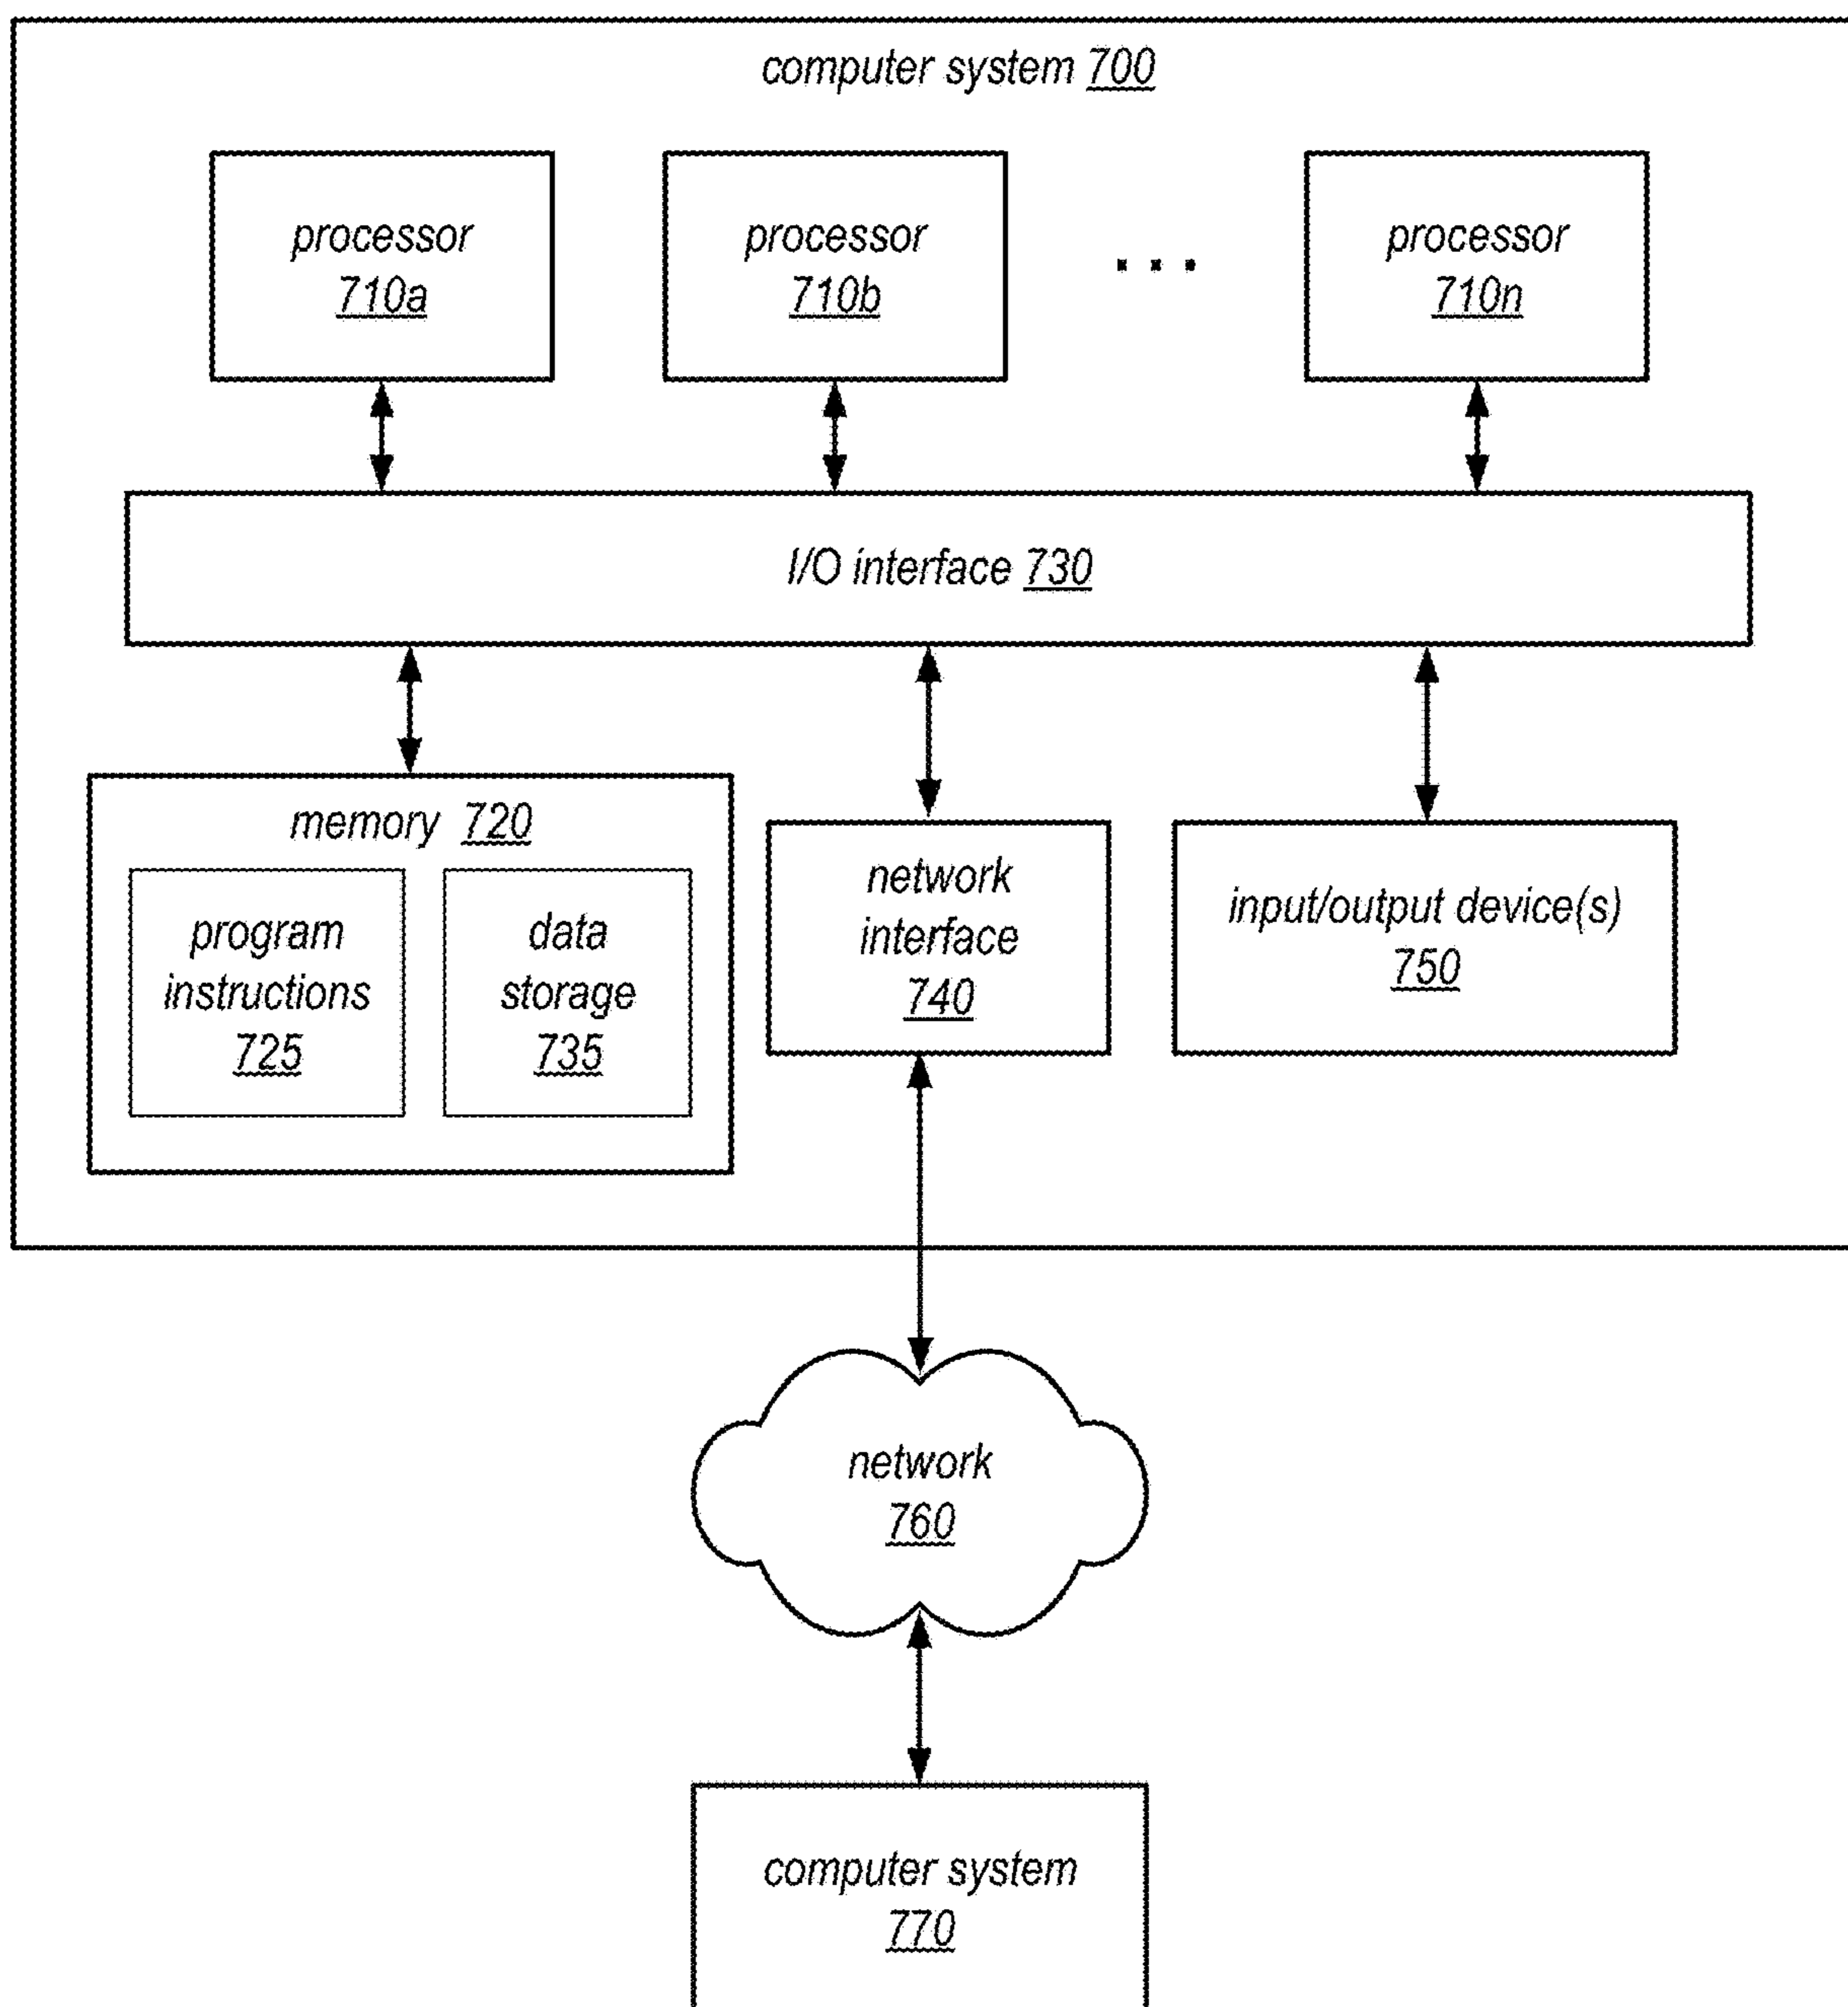 computer system 700
processor
710a
processor
710b
. . .
processor
710n
I/O interface 730
memory 720
program
instructions
725
data
storage
735
network
interface
740
input/output device(s)
750
network
760
computer system
770